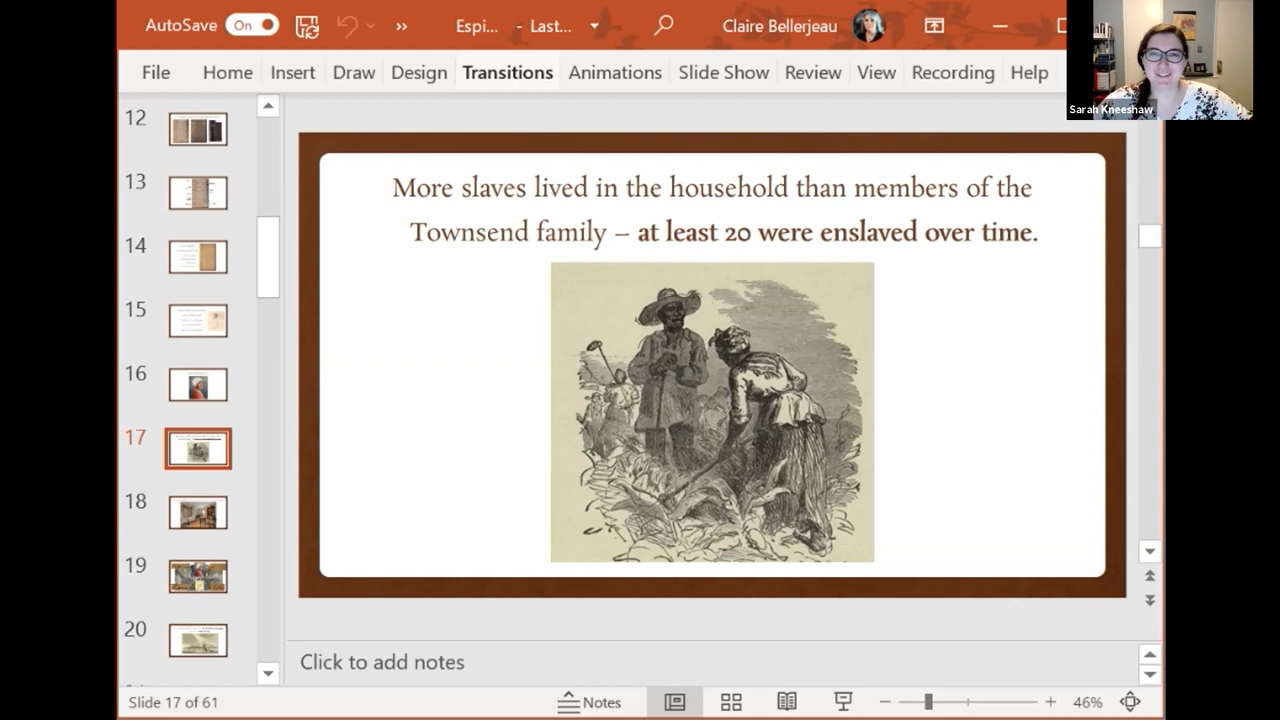 AutoSave On Espi... - Last... Claire Bellerjeau
File Home Insert Draw Design Transitions Animations Slide Show Review View Recording Help
Sarah Kneeshaw
12
13
14
15
16
17
18
19
20
More slaves lived in the household than members of the
Townsend family – at least 20 were enslaved over time.
Click to add notes
Slide 17 of 61 Notes 46%